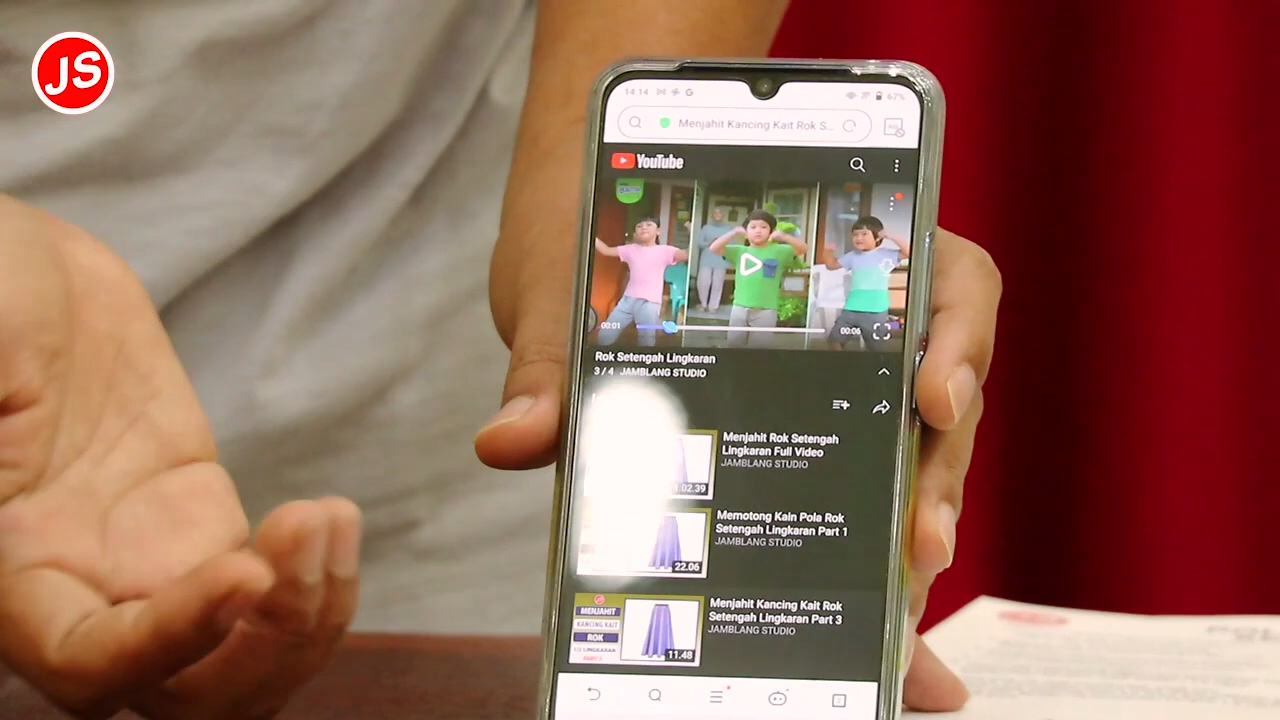 JS
14:14
67%
Menjahit Kancing Kait Rok S...
YouTube
00:01
00:06
Rok Setengah Lingkaran
3 / 4 JAMBLANG STUDIO
Menjahit Rok Setengah
Lingkaran Full Video
JAMBLANG STUDIO
02.39
Memotong Kain Pola Rok
Setengah Lingkaran Part 1
JAMBLANG STUDIO
22.06
Menjahit Kancing Kait Rok
Setengah Lingkaran Part 3
JAMBLANG STUDIO
MENJAHIT
KANCING KAIT
ROK
LINGKARAN
11.48